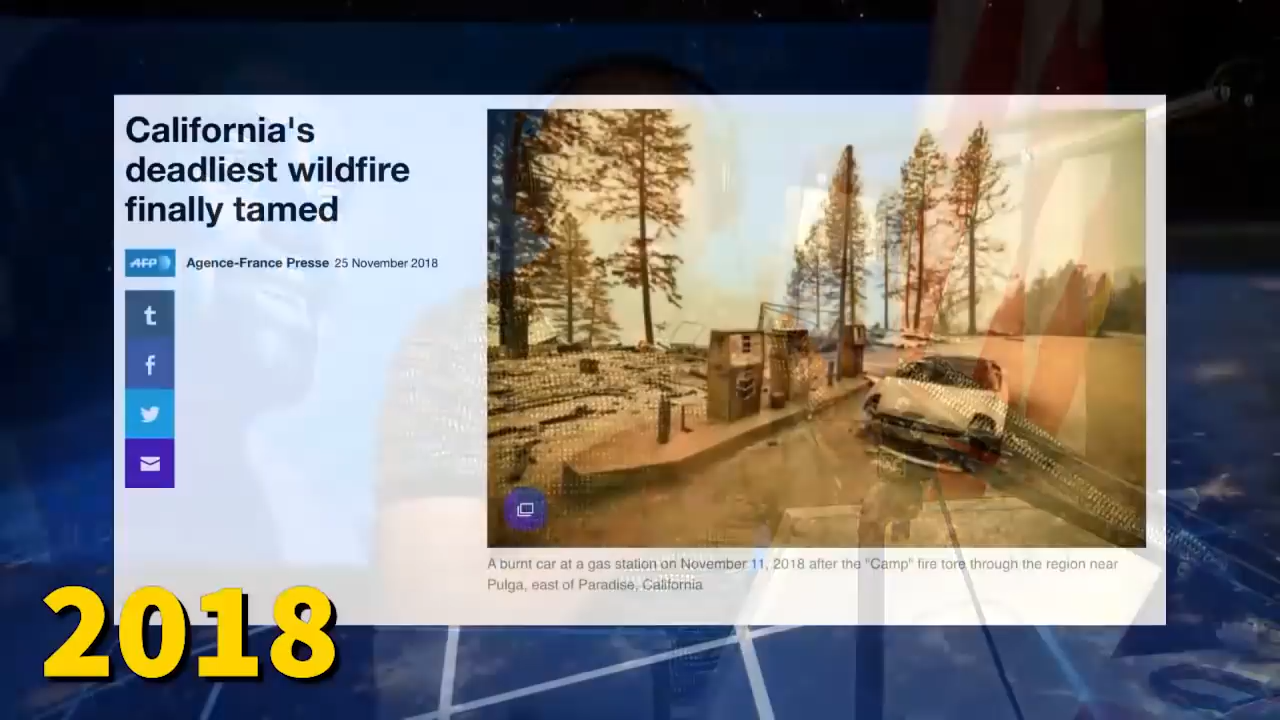 California's
deadliest wildfire
finally tamed
AFP
Agence-France Presse 25 November 2018
t
f
A burnt car at a gas station on November 11, 2018 after the "Camp" fire tore through the region near
Pulga, east of Paradise, California
2018